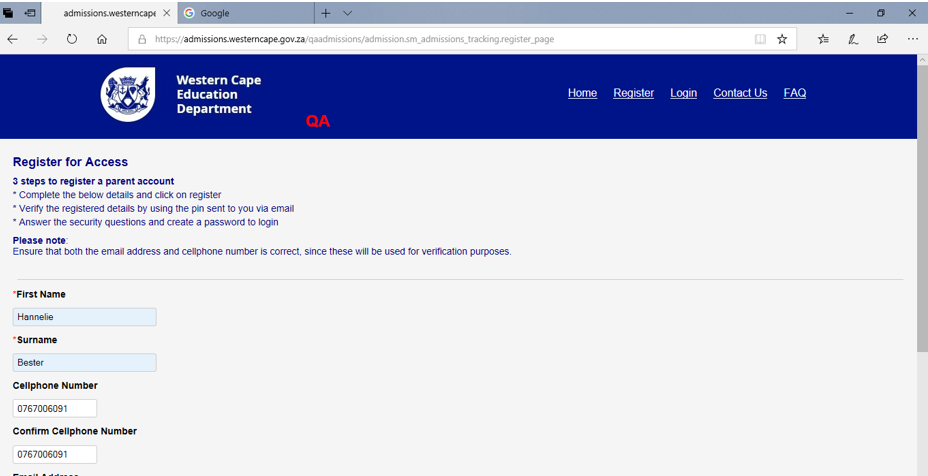 admissions.westerncape
Google
https://admissions.westerncape.gov.za/qaadmissions/admission.sm_admissions_tracking.register_page
Western Cape
Education
Department
QA
Home Register Login Contact Us FAQ
Register for Access
3 steps to register a parent account
* Complete the below details and click on register
* Verify the registered details by using the pin sent to you via email
* Answer the security questions and create a password to login
Please note:
Ensure that both the email address and cellphone number is correct, since these will be used for verification purposes.
*First Name
Hannelie
*Surname
Bester
Cellphone Number
0767006091
Confirm Cellphone Number
0767006091
Email Address